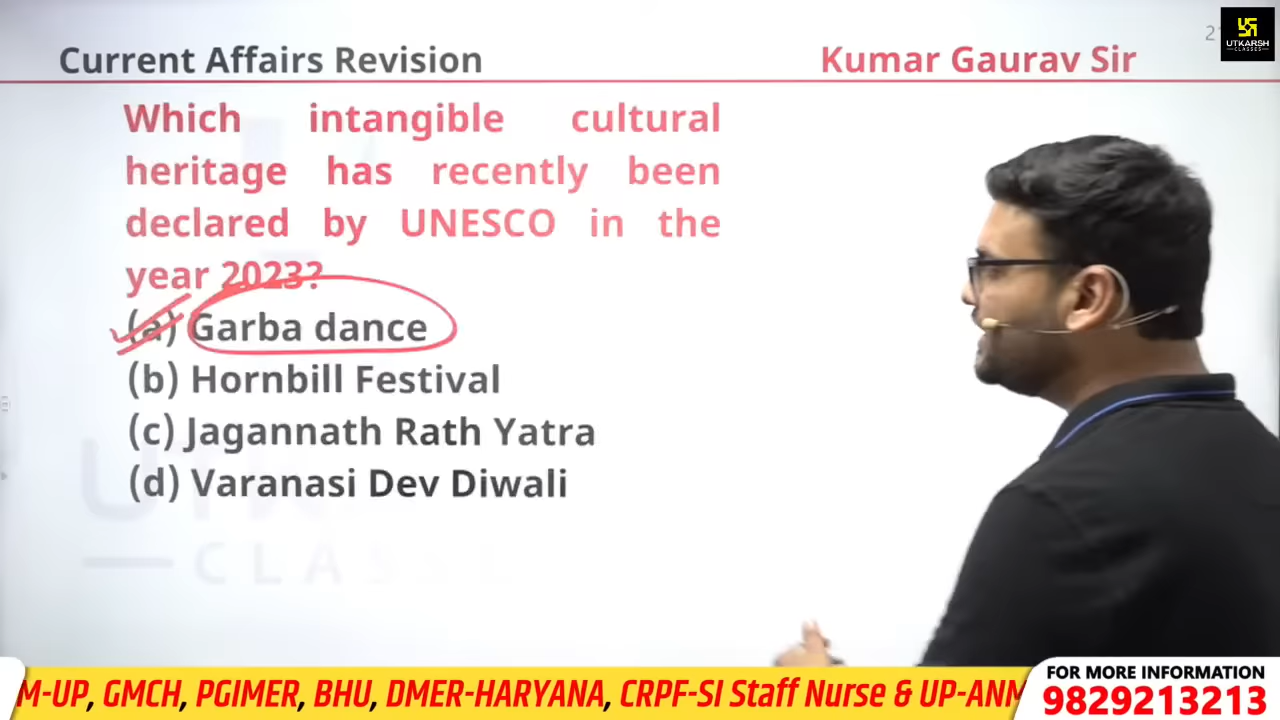 Current Affairs Revision
Kumar Gaurav Sir
UTKARSH
CLASSES
Which intangible cultural
heritage has recently been
declared by UNESCO in the
year 2023?
(a) Garba dance
(b) Hornbill Festival
(c) Jagannath Rath Yatra
(d) Varanasi Dev Diwali
CLASSES
M-UP, GMCH, PGIMER, BHU, DMER-HARYANA, CRPF-SI Staff Nurse & UP-ANM
FOR MORE INFORMATION
9829213213